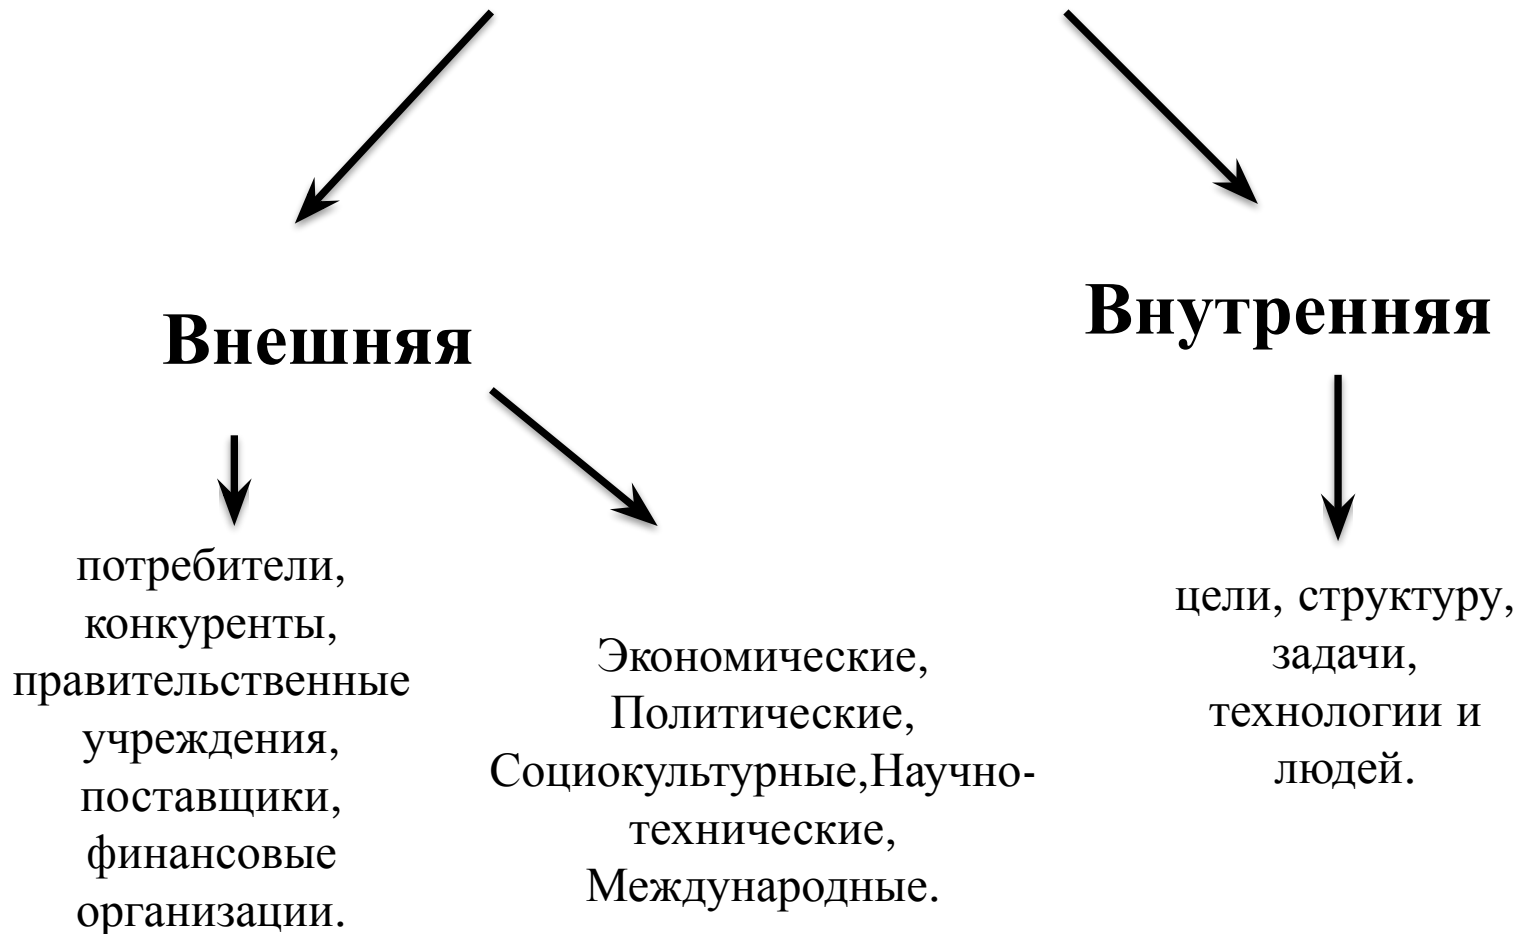 Внешняя
Внутренняя
потребители,
конкуренты,
правительственные
учреждения,
поставщики,
финансовые
организации.
Экономические,
Политические,
Социокультурные,Научно-
технические,
Международные.
цели, структуру,
задачи,
технологии и
людей.